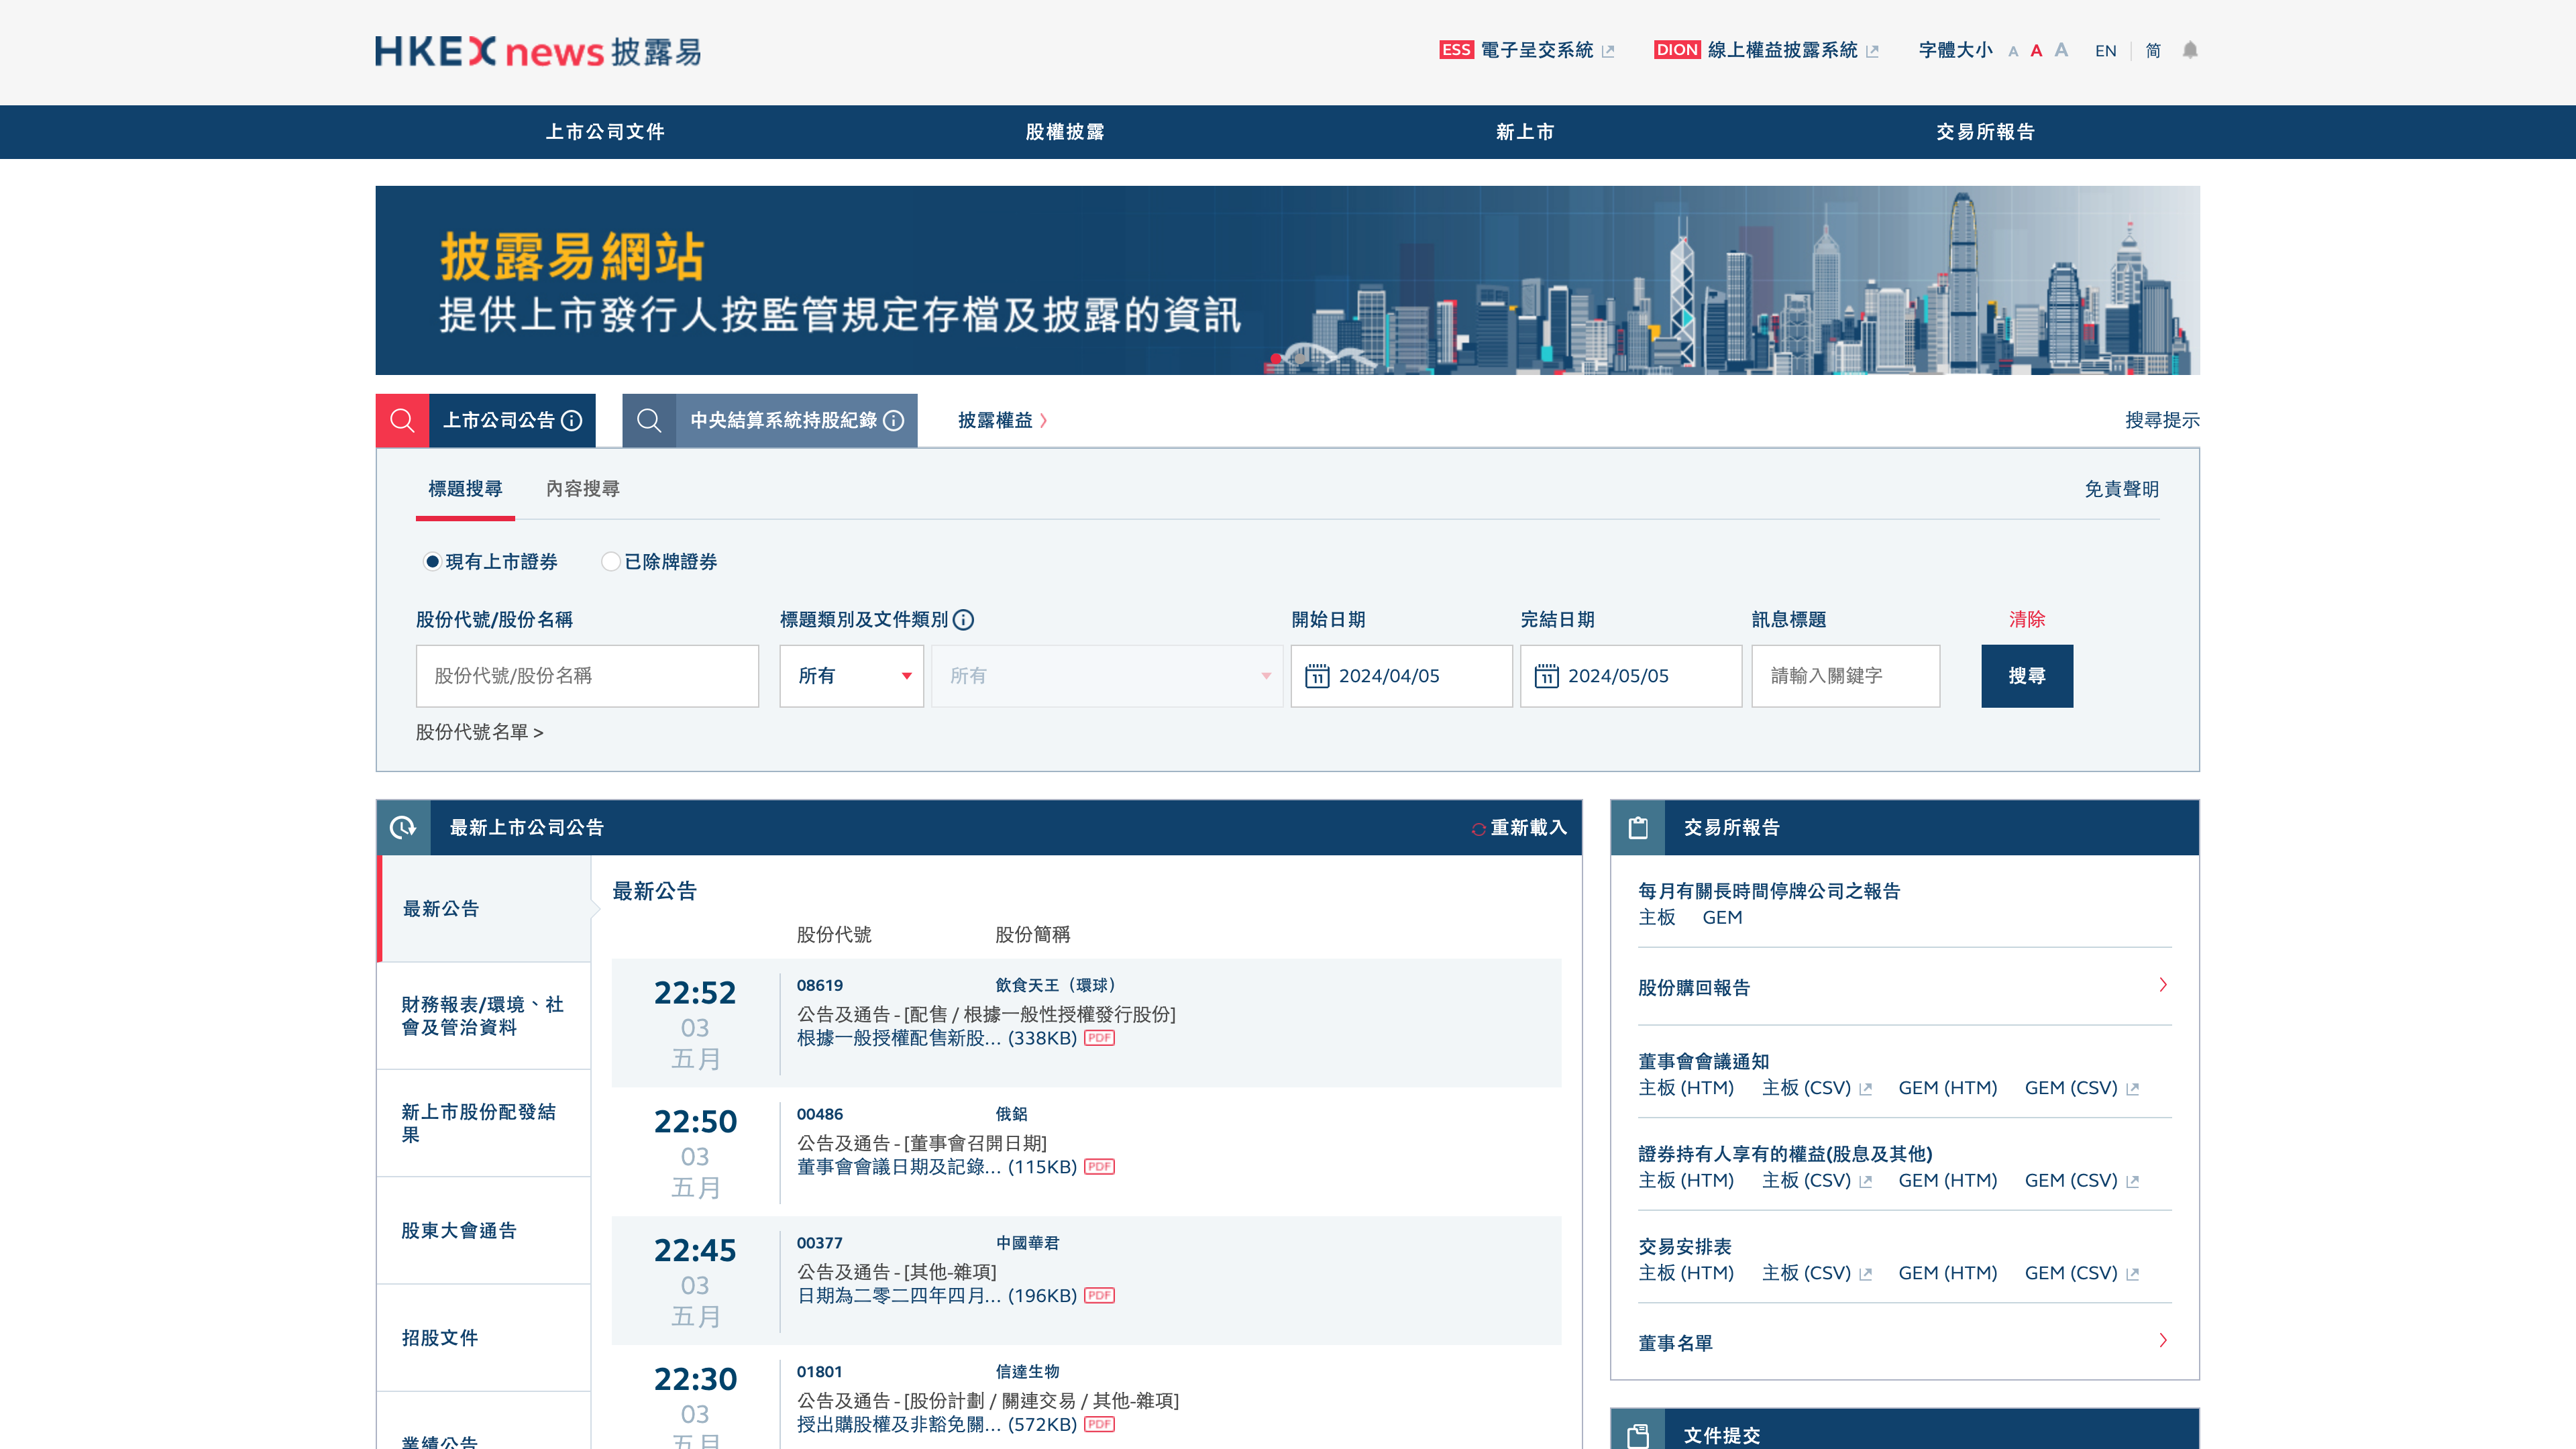 HKEX news 披露易
ESS 電子呈交系統
DION 線上權益披露系統
字體大小 A A A
EN 简
上市公司文件
股權披露
新上市
交易所報告
披露易網站
提供上市發行人按監管規定存檔及披露的資訊
上市公司公告
中央結算系統持股紀錄
披露權益
搜尋提示
標題搜尋
內容搜尋
免責聲明
現有上市證券
已除牌證券
股份代號/股份名稱
標題類別及文件類別
開始日期
完結日期
訊息標題
清除
股份代號/股份名稱
所有
所有
11 2024/04/05
11 2024/05/05
請輸入關鍵字
搜尋
股份代號名單 >
最新上市公司公告
重新載入
最新公告
財務報表/環境、社
會及管治資料
新上市股份配發結
果
股東大會通告
招股文件
業績公告
最新公告
股份代號 股份簡稱
22:52
03
五月
08619 飲食天王（環球）
公告及通告 - [配售 / 根據一般性授權發行股份]
根據一般授權配售新股... (338KB) PDF
22:50
03
五月
00486 俄鋁
公告及通告 - [董事會召開日期]
董事會會議日期及記錄... (115KB) PDF
22:45
03
五月
00377 中國華君
公告及通告 - [其他-雜項]
日期為二零二四年四月... (196KB) PDF
22:30
03
五月
01801 信達生物
公告及通告 - [股份計劃 / 關連交易 / 其他-雜項]
授出購股權及非豁免關... (572KB) PDF
交易所報告
每月有關長時間停牌公司之報告
主板 GEM
股份購回報告
董事會會議通知
主板 (HTM) 主板 (CSV) GEM (HTM) GEM (CSV)
證券持有人享有的權益(股息及其他)
主板 (HTM) 主板 (CSV) GEM (HTM) GEM (CSV)
交易安排表
主板 (HTM) 主板 (CSV) GEM (HTM) GEM (CSV)
董事名單
文件提交